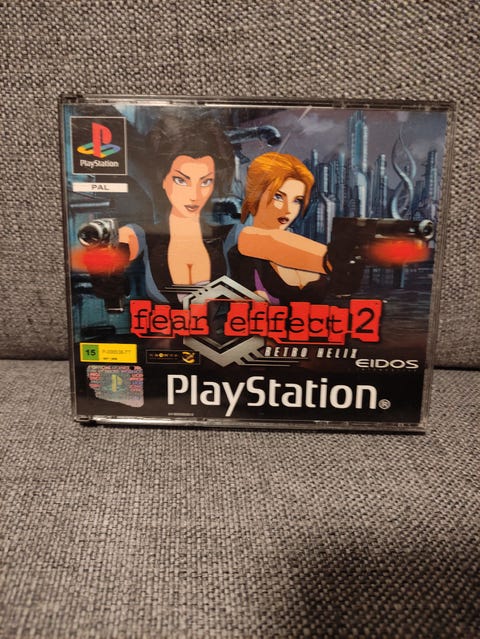 PlayStation
PAL
fear effect 2
RETRO HELIX
15
EIDOS
PlayStation®